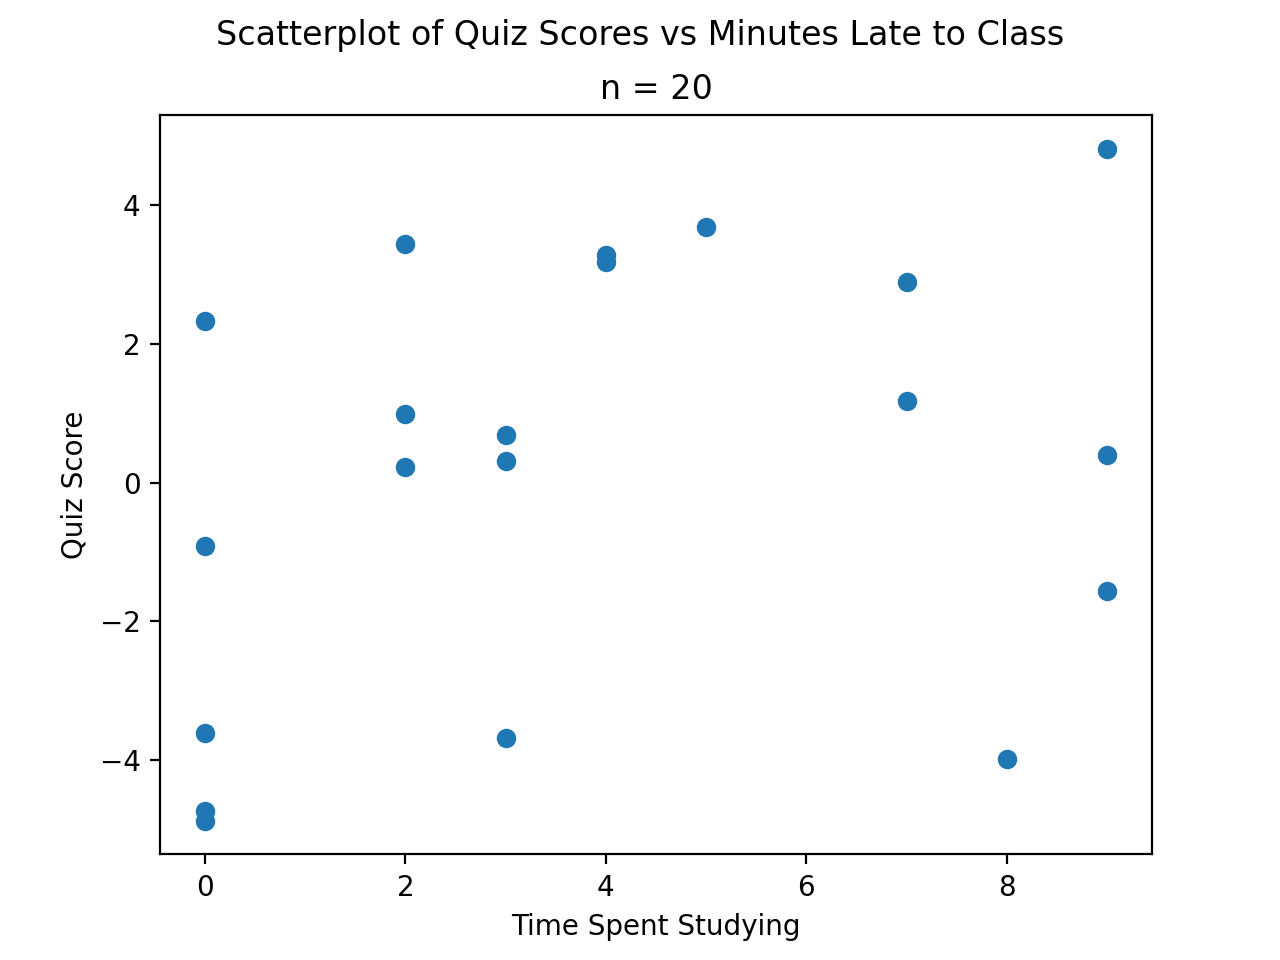 Scatterplot of Quiz Scores vs Minutes Late to Class
n = 20
4
2
0
−2
−4
Quiz Score
0 2 4 6 8
Time Spent Studying